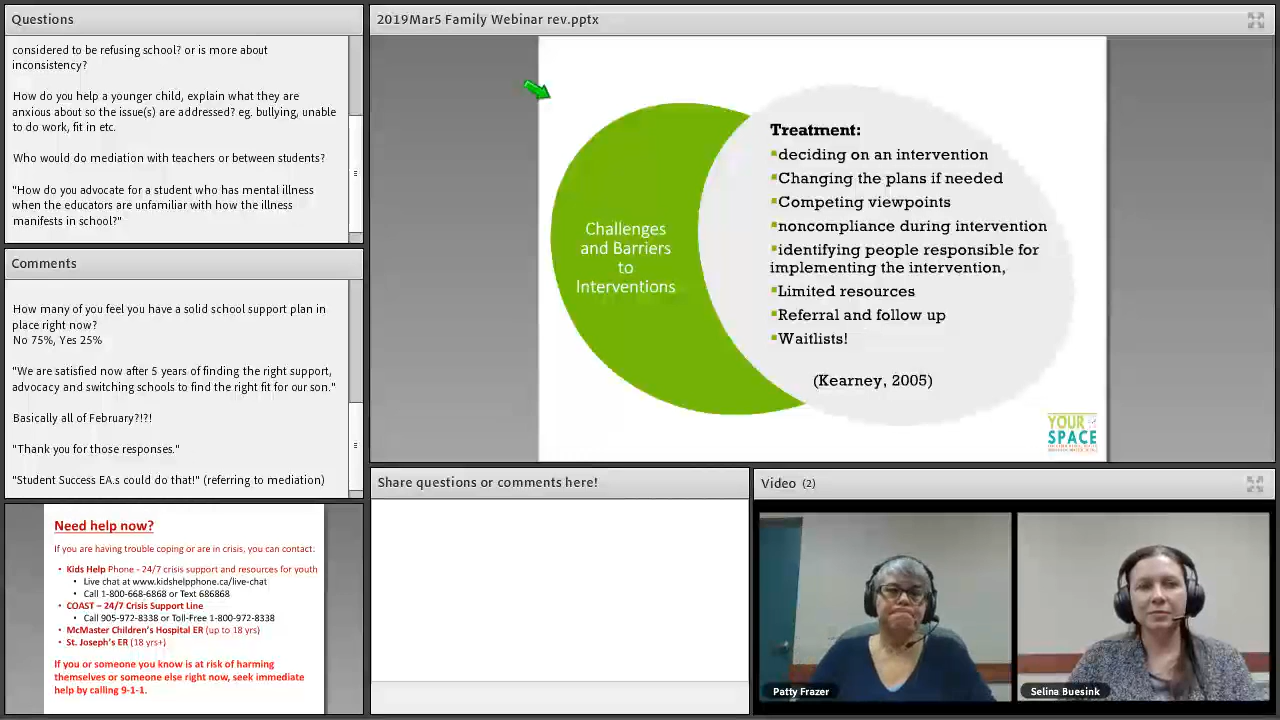 Questions
considered to be refusing school? or is more about
inconsistency?
How do you help a younger child, explain what they are
anxious about so the issue(s) are addressed? eg. bullying, unable
to do work, fit in etc.
Who would do mediation with teachers or between students?
"How do you advocate for a student who has mental illness
when the educators are unfamiliar with how the illness
manifests in school?"
Comments
How many of you feel you have a solid school support plan in
place right now?
No 75%, Yes 25%
"We are satisfied now after 5 years of finding the right support,
advocacy and switching schools to find the right fit for our son."
Basically all of February?!?!
"Thank you for those responses."
"Student Success EA.s could do that!" (referring to mediation)
Need help now?
If you are having trouble coping or are in crisis, you can contact:
• Kids Help Phone - 24/7 crisis support and resources for youth
• Live chat at www.kidshelpphone.ca/live-chat
• Call 1-800-668-6868 or Text 686868
• COAST – 24/7 Crisis Support Line
• Call 905-972-8338 or Toll-Free 1-800-972-8338
• McMaster Children's Hospital ER (up to 18 yrs)
• St. Joseph's ER (18 yrs+)
If you or someone you know is at risk of harming
themselves or someone else right now, seek immediate
help by calling 9-1-1.
2019Mar5 Family Webinar rev.pptx
Challenges
and Barriers
to
Interventions
Treatment:
▪deciding on an intervention
▪Changing the plans if needed
▪Competing viewpoints
▪noncompliance during intervention
▪identifying people responsible for
implementing the intervention,
▪Limited resources
▪Referral and follow up
▪Waitlists!
(Kearney, 2005)
YOUR
SPACE
Share questions or comments here!
Video (2)
Patty Frazer
Selina Buesink